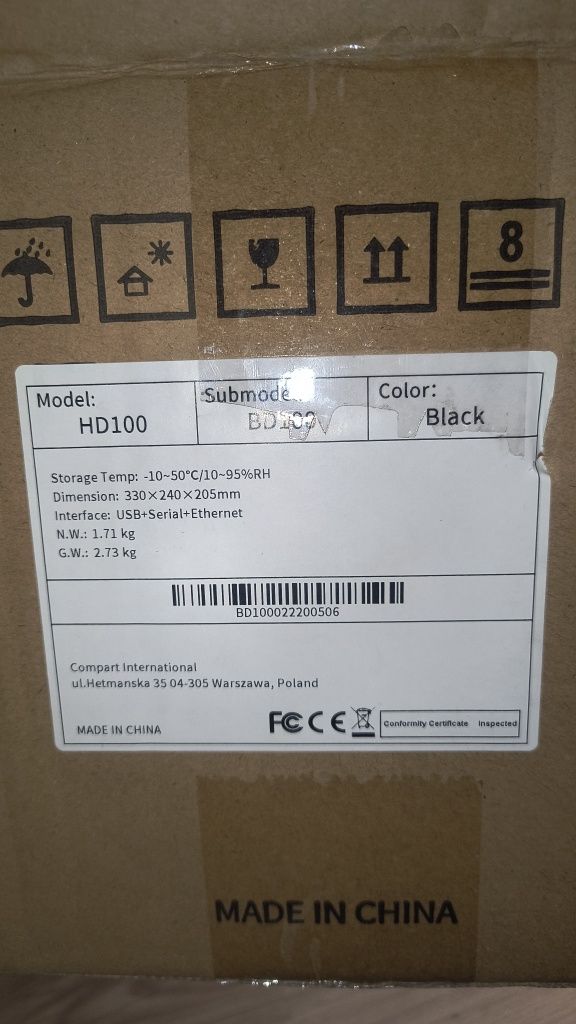 8
Model:
HD100
Submode
BD100
Color:
Black
Storage Temp: -10~50℃/10~95%RH
Dimension: 330×240×205mm
Interface: USB+Serial+Ethernet
N.W.: 1.71 kg
G.W.: 2.73 kg
BD100022200506
Compart International
ul.Hetmanska 35 04-305 Warszawa, Poland
MADE IN CHINA
FC CE
Conformity Certificate Inspected
MADE IN CHINA